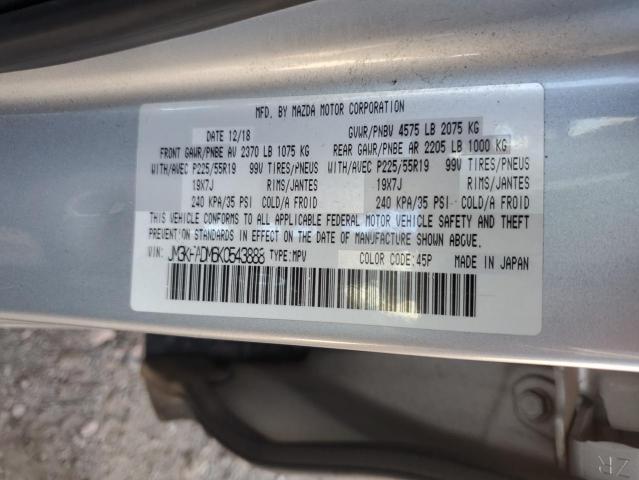 MFD. BY MAZDA MOTOR CORPORATION
DATE 12/18 GVWR/PNBV 4575 LB 2075 KG
FRONT GAWR/PNBE AV 2370 LB 1075 KG REAR GAWR/PNBE AR 2205 LB 1000 KG
WITH/AVEC P225/55R19 99V TIRES/PNEUS WITH/AVEC P225/55R19 99V TIRES/PNEUS
19X7J RIMS/JANTES 19X7J RIMS/JANTES
240 KPA/35 PSI COLD/A FROID 240 KPA/35 PSI COLD/A FROID
THIS VEHICLE CONFORMS TO ALL APPLICABLE FEDERAL MOTOR VEHICLE SAFETY AND THEFT
PREVENTION STANDARDS IN EFFECT ON THE DATE OF MANUFACTURE SHOWN ABOVE.
VIN: JM3KFADM6K0543888 TYPE:MPV COLOR CODE:45P MADE IN JAPAN